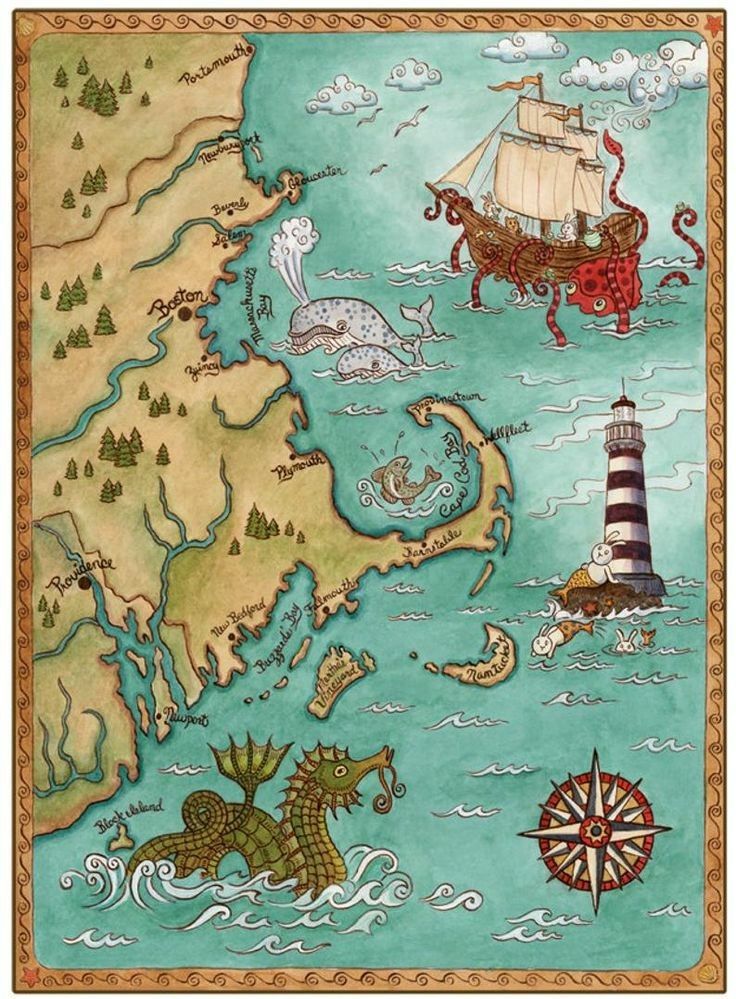 Portsmouth
Newburyport
Gloucester
Beverly
Salem
Boston
Massachusetts
Bay
Quincy
Provincetown
Wellfleet
Cape Cod Bay
Plymouth
Barnstable
Providence
New Bedford
Buzzards Bay
Falmouth
Martha's
Vineyard
Nantucket
Newport
Block Island